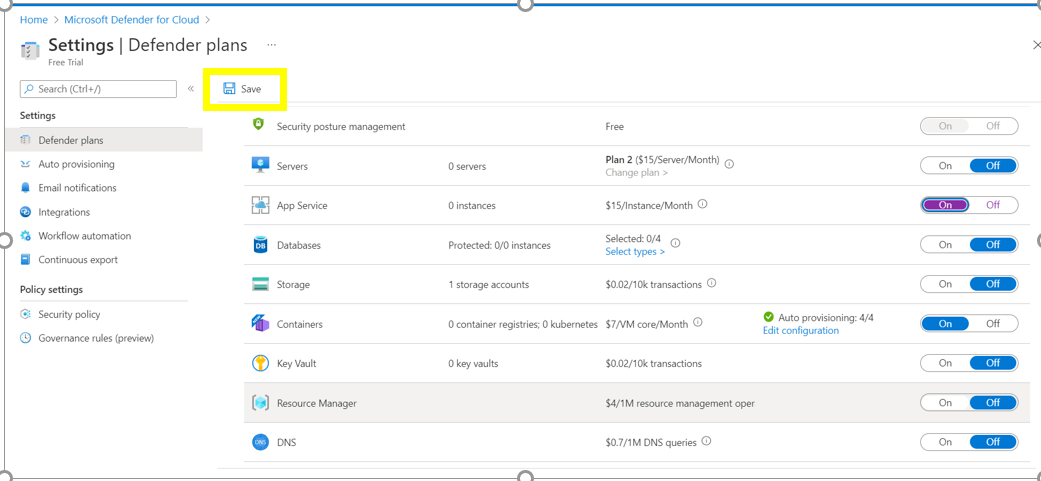 Home > Microsoft Defender for Cloud >
Settings | Defender plans ...
Free Trial
Search (Ctrl+/) «
Save
Settings
Defender plans
Auto provisioning
Email notifications
Integrations
Workflow automation
Continuous export
Policy settings
Security policy
Governance rules (preview)
Security posture management Free On Off
Servers 0 servers Plan 2 ($15/Server/Month) On Off
Change plan >
App Service 0 instances $15/Instance/Month On Off
Databases Protected: 0/0 instances Selected: 0/4 On Off
Select types >
Storage 1 storage accounts $0.02/10k transactions On Off
Containers 0 container registries; 0 kubernetes $7/VM core/Month Auto provisioning: 4/4 On Off
Edit configuration
Key Vault 0 key vaults $0.02/10k transactions On Off
Resource Manager $4/1M resource management oper On Off
DNS DNS $0.7/1M DNS queries On Off